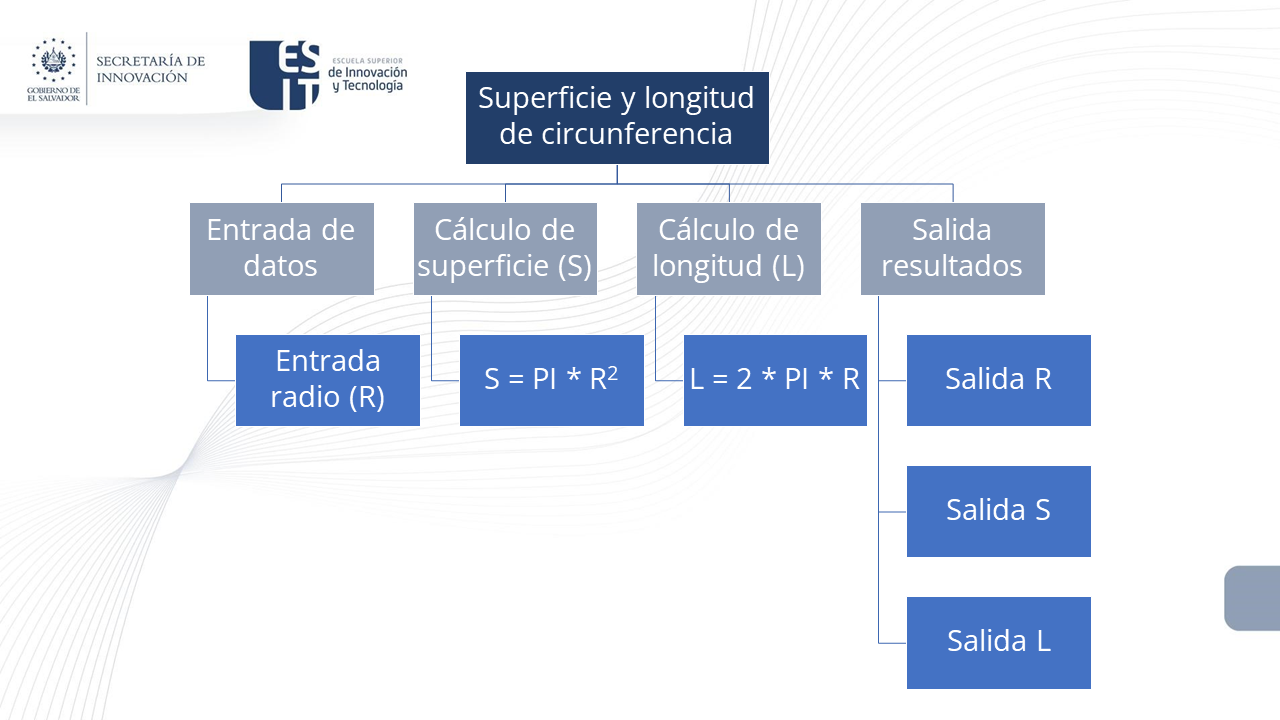 GOBIERNO DE
EL SALVADOR
SECRETARÍA DE
INNOVACIÓN
ES
IT
ESCUELA SUPERIOR
de Innovación
y Tecnología
Superficie y longitud
de circunferencia
Entrada de
datos
Cálculo de
superficie (S)
Cálculo de
longitud (L)
Salida
resultados
Entrada
radio (R)
S = PI * R²
L = 2 * PI * R
Salida R
Salida S
Salida L